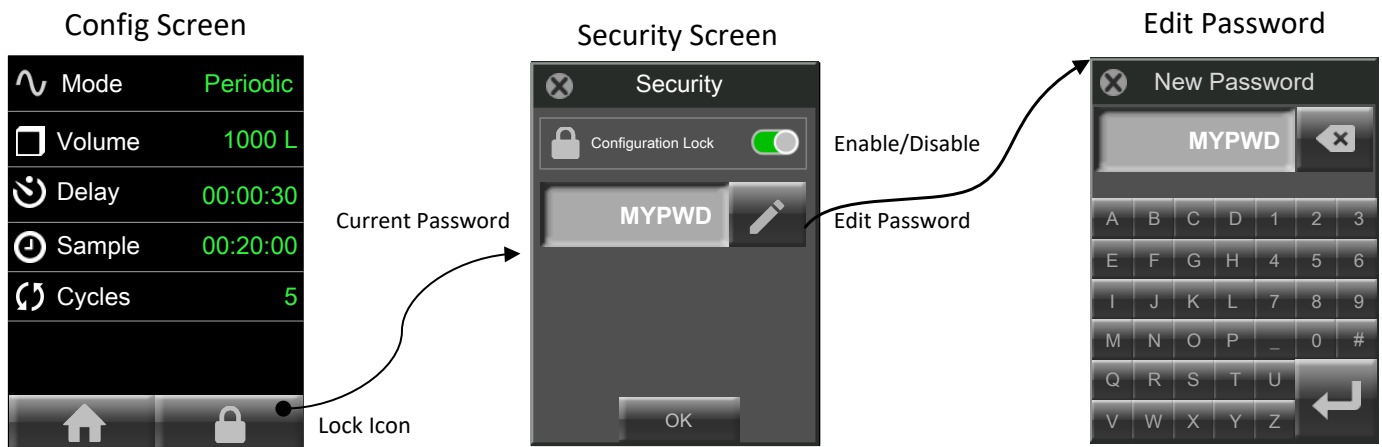 Config Screen
Mode Periodic
Volume 1000 L
Delay 00:00:30
Sample 00:20:00
Cycles 5
Lock Icon
Current Password
Security Screen
Security
Configuration Lock
MYPWD
OK
Enable/Disable
Edit Password
Edit Password
New Password
MYPWD
A B C D 1 2 3
E F G H 4 5 6
I J K L 7 8 9
M N O P _ 0 #
Q R S T U
V W X Y Z